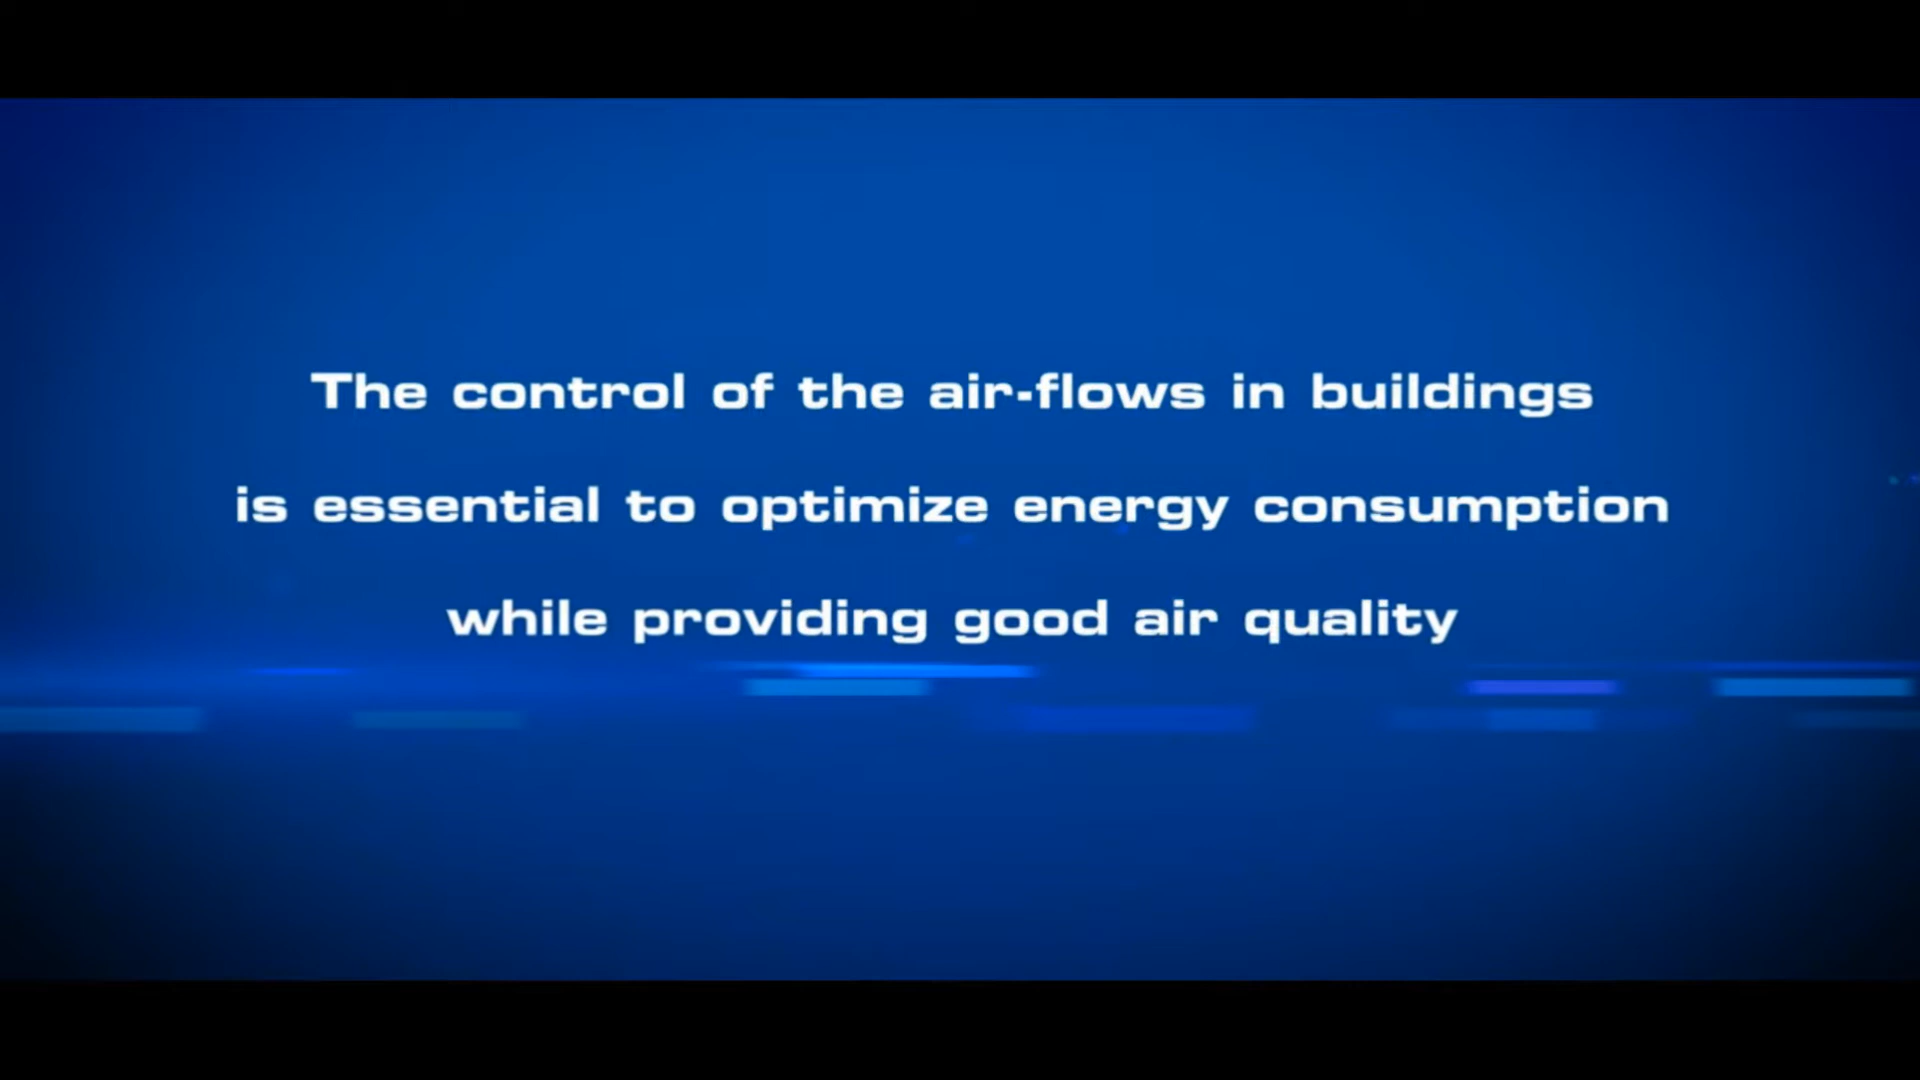 The control of the air-flows in buildings
is essential to optimize energy consumption
while providing good air quality